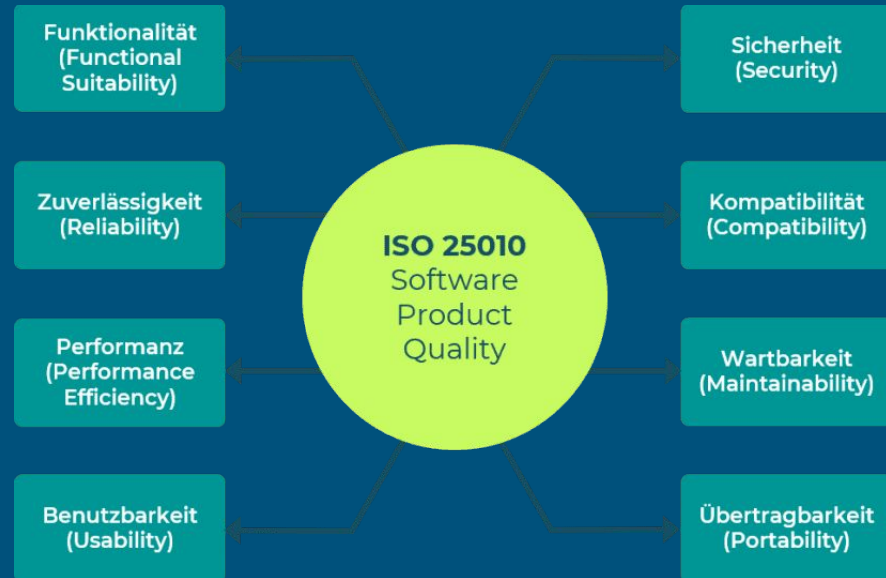 Funktionalität
(Functional
Suitability)
Zuverlässigkeit
(Reliability)
Performanz
(Performance
Efficiency)
Benutzbarkeit
(Usability)
ISO 25010
Software
Product
Quality
Sicherheit
(Security)
Kompatibilität
(Compatibility)
Wartbarkeit
(Maintainability)
Übertragbarkeit
(Portability)